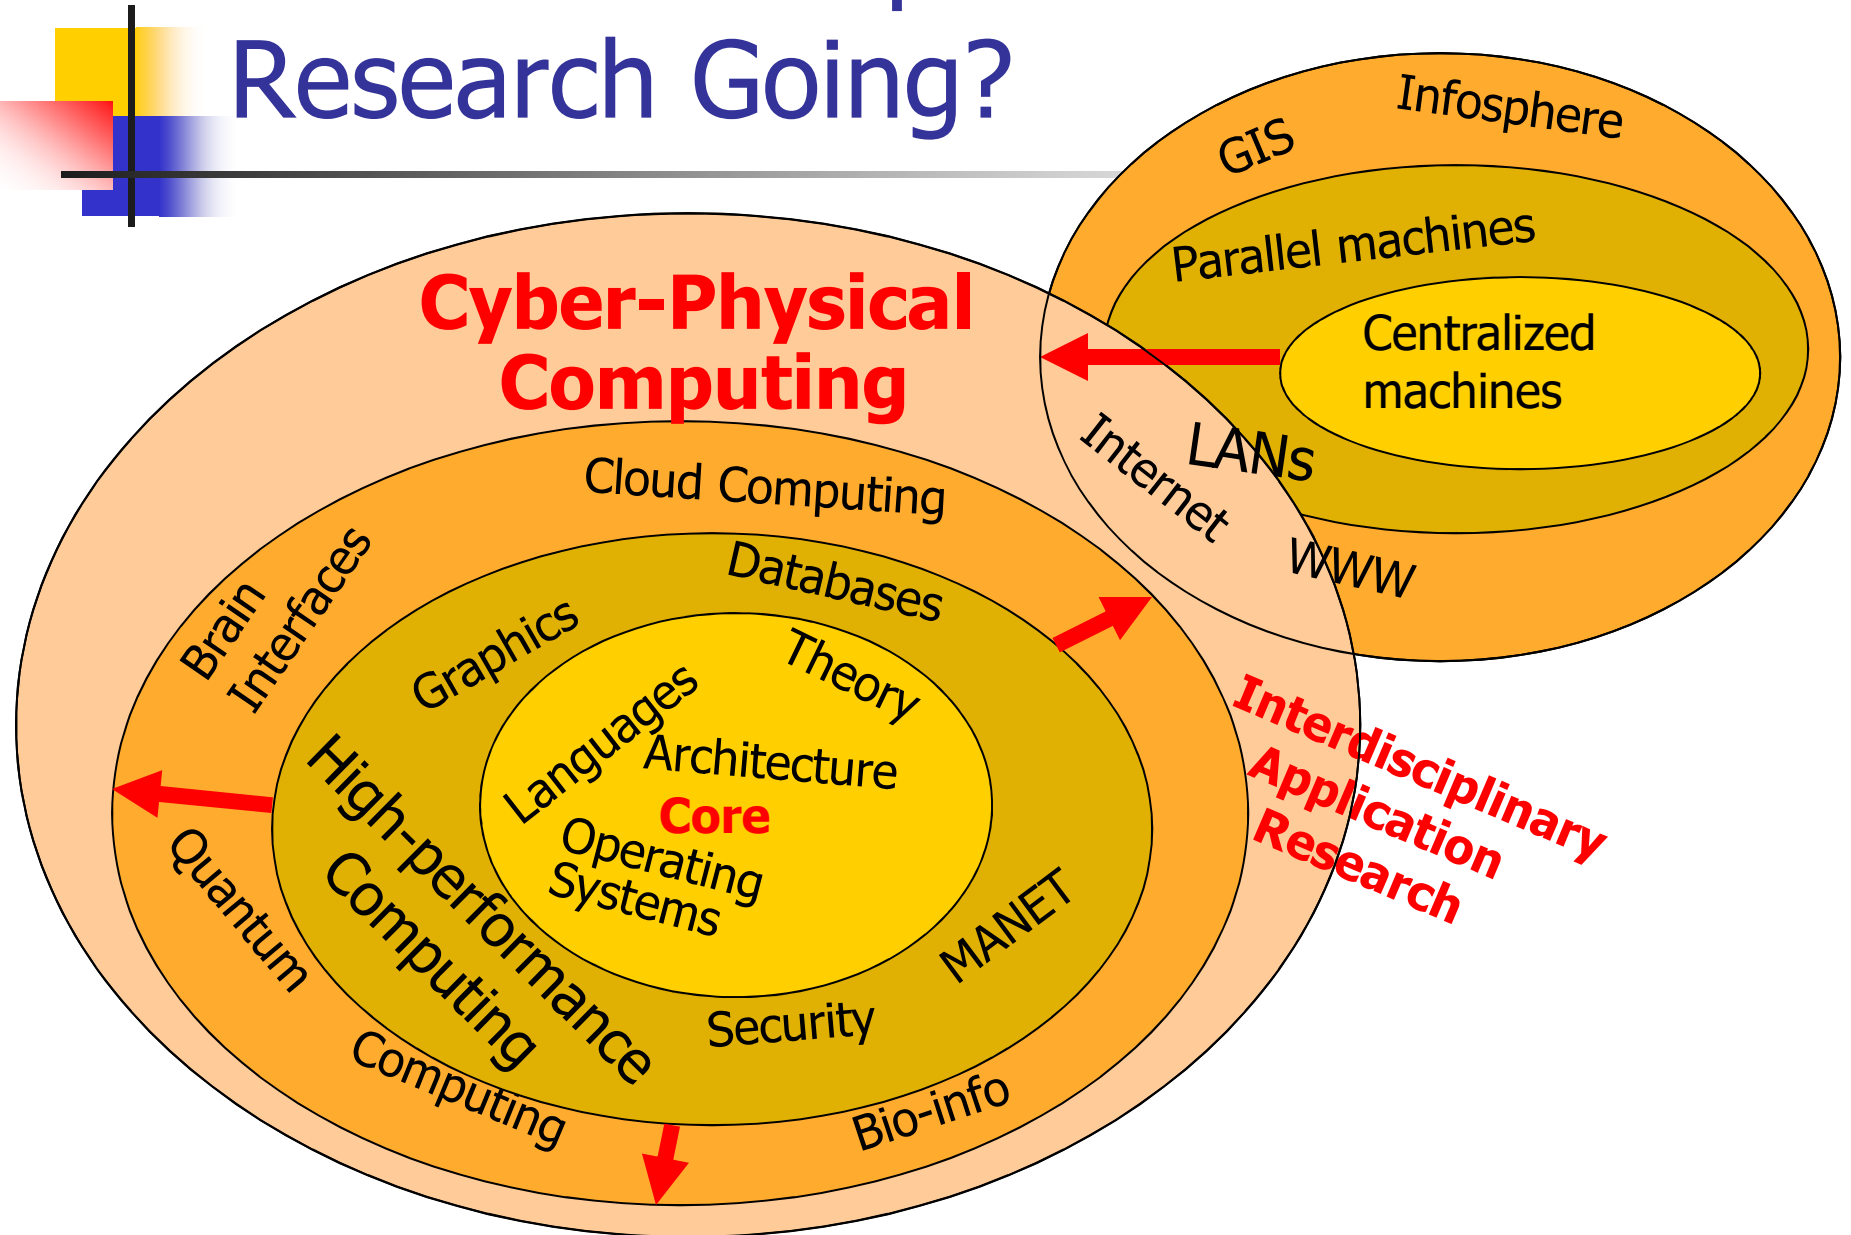 Research Going?
Infosphere
GIS
Parallel machines
Centralized
machines
LANs
Internet
WWW
Cyber-Physical
Computing
Cloud Computing
Brain
Interfaces
Databases
Graphics
Theory
Languages
Architecture
Core
Operating
Systems
High-performance
Computing
MANET
Security
Quantum
Computing
Bio-info
Interdisciplinary
Application
Research